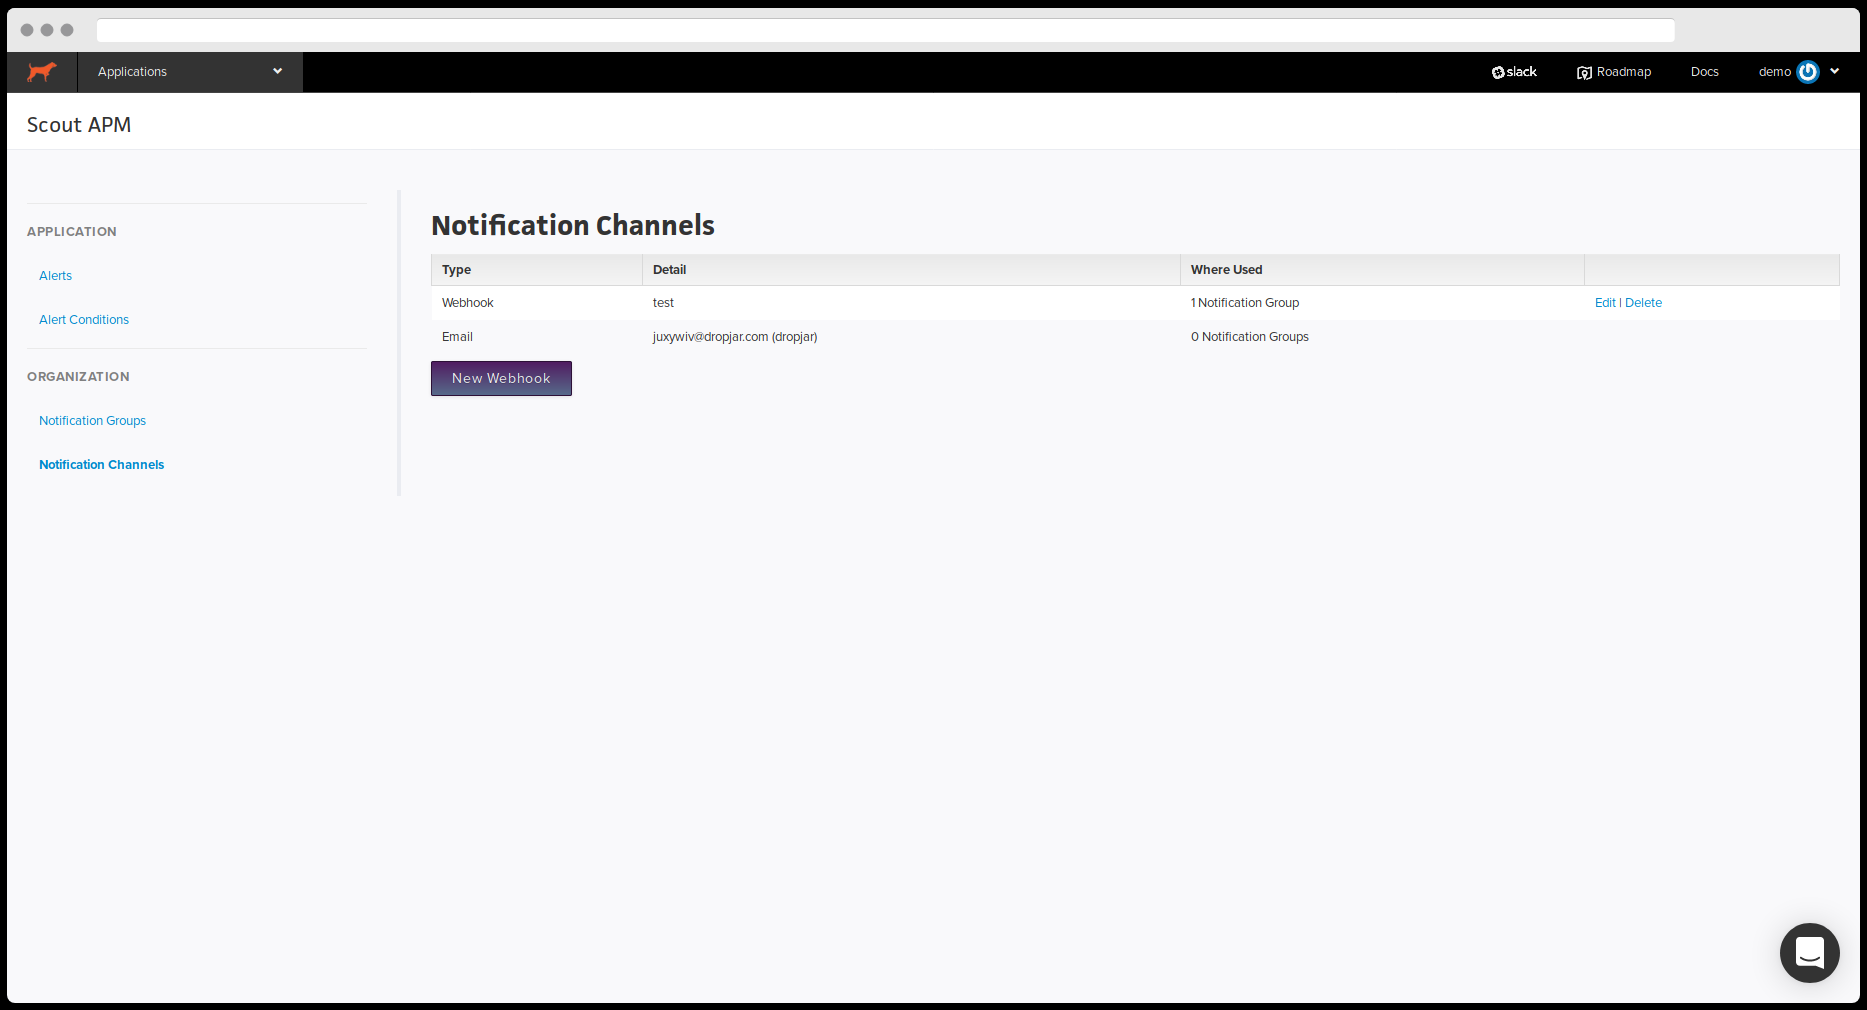 Applications
slack
Roadmap
Docs
demo
Scout APM
APPLICATION
Alerts
Alert Conditions
ORGANIZATION
Notification Groups
Notification Channels
Notification Channels
Type Detail Where Used
Webhook test 1 Notification Group Edit | Delete
Email juxywiv@dropjar.com (dropjar) 0 Notification Groups
New Webhook